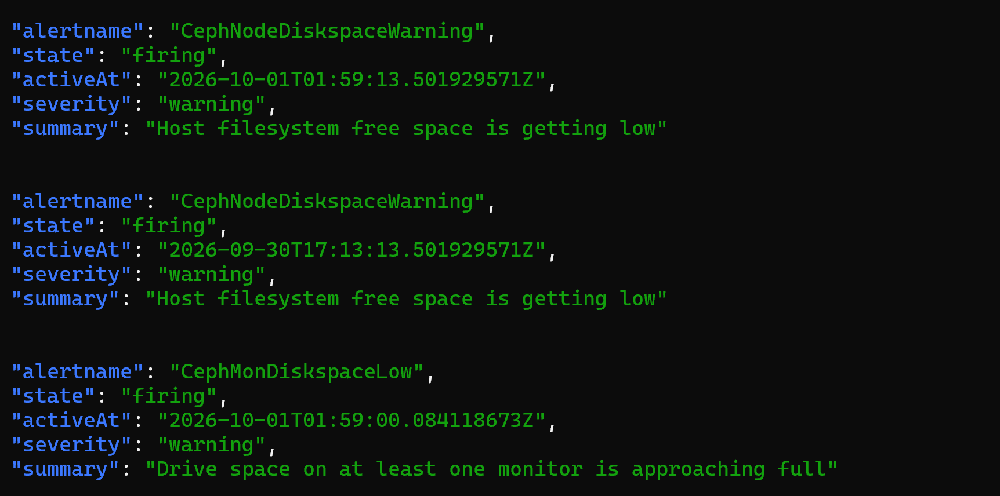 "alertname": "CephNodeDiskspaceWarning",
"state": "firing",
"activeAt": "2026-10-01T01:59:13.501929571Z",
"severity": "warning",
"summary": "Host filesystem free space is getting low"
"alertname": "CephNodeDiskspaceWarning",
"state": "firing",
"activeAt": "2026-09-30T17:13:13.501929571Z",
"severity": "warning",
"summary": "Host filesystem free space is getting low"
"alertname": "CephMonDiskspaceLow",
"state": "firing",
"activeAt": "2026-10-01T01:59:00.084118673Z",
"severity": "warning",
"summary": "Drive space on at least one monitor is approaching full"